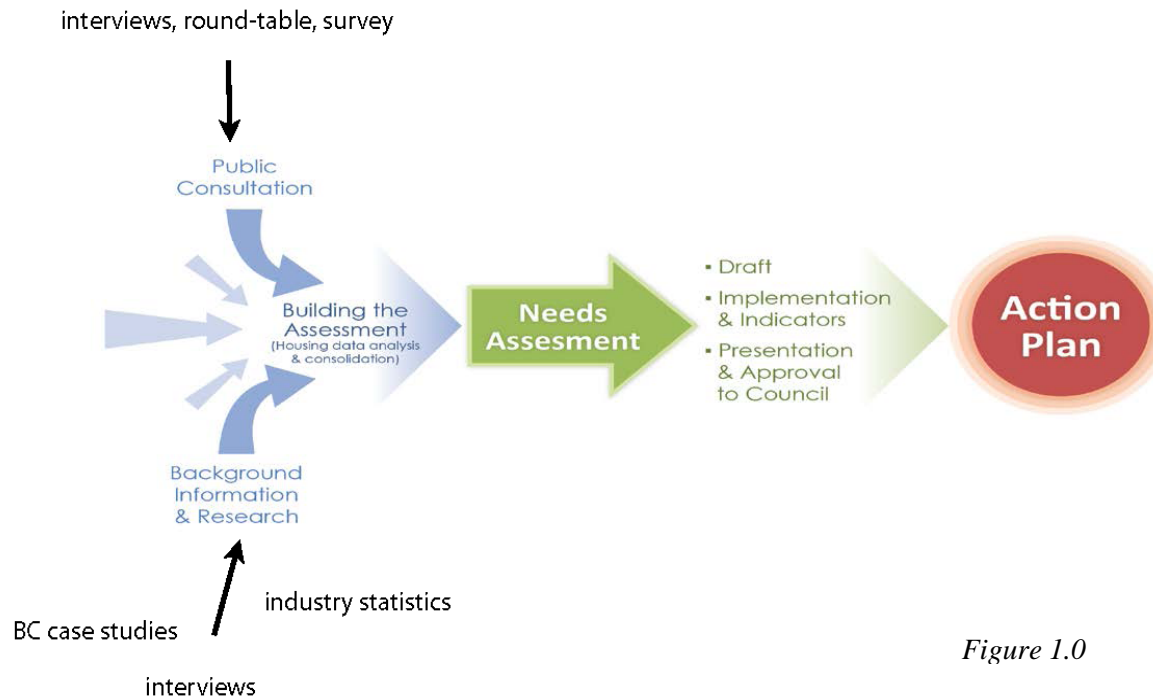 interviews, round-table, survey
Public
Consultation
Building the
Assessment
(Housing data analysis
& consolidation)
Background
Information
& Research
industry statistics
BC case studies
interviews
Needs
Assesment
▪ Draft
▪ Implementation
& Indicators
▪ Presentation
& Approval
to Council
Action
Plan
Figure 1.0